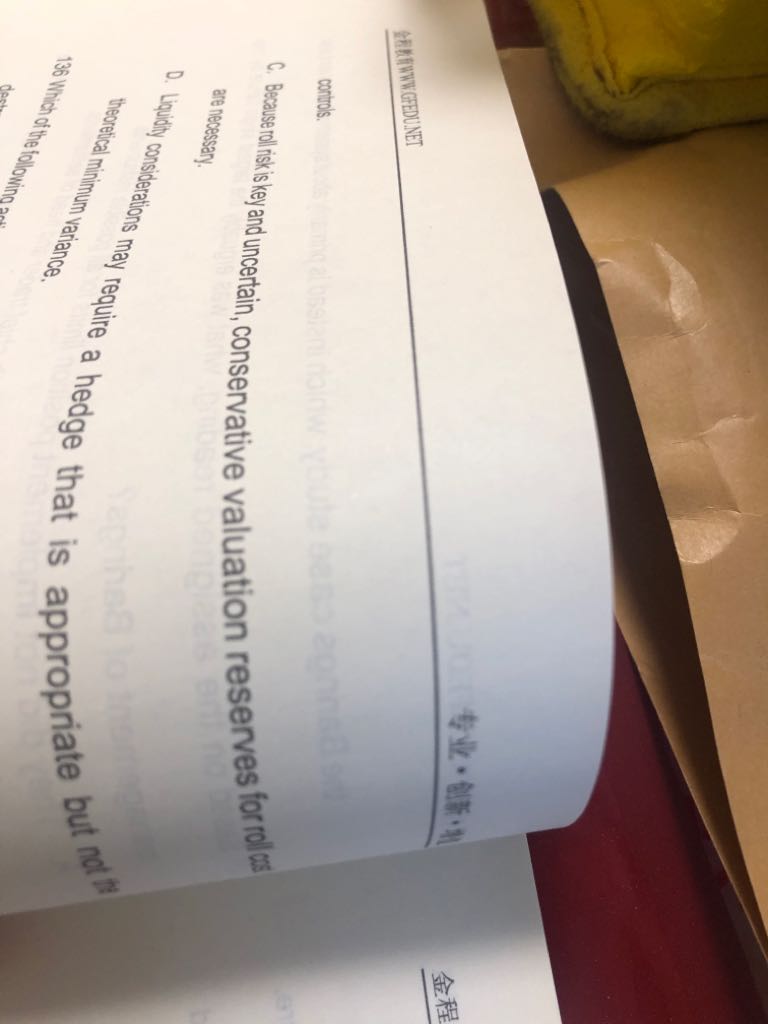 金程教育WWW.GFEDU.NET 专业·创新·
controls.
C. Because roll risk is key and uncertain, conservative valuation reserves for roll cost
are necessary.
D. Liquidity considerations may require a hedge that is appropriate but not the
theoretical minimum variance.
136 Which of the following
金程